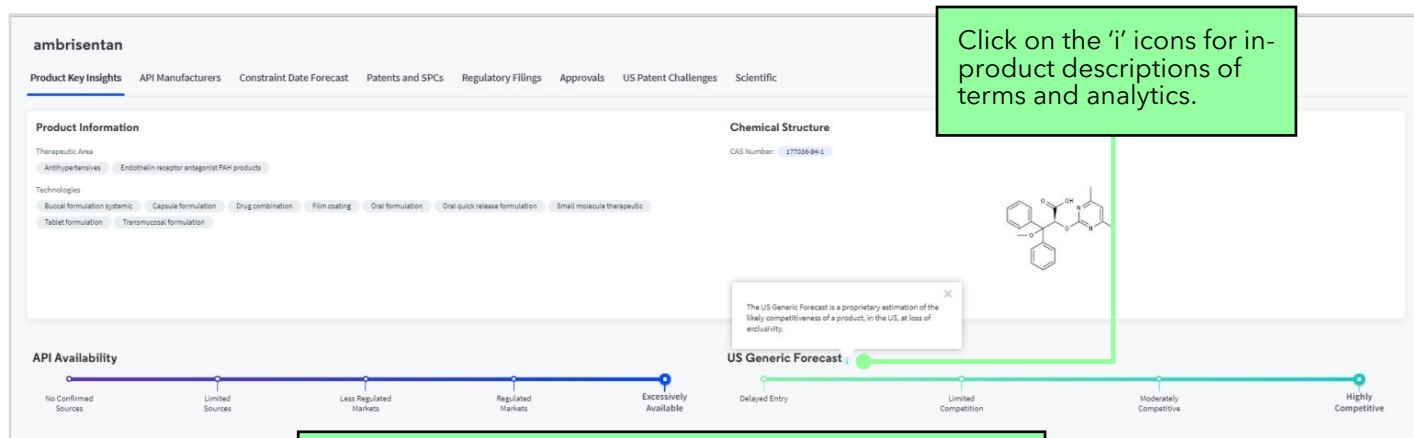 ambrisentan
Product Key Insights API Manufacturers Constraint Date Forecast Patents and SPCs Regulatory Filings Approvals US Patent Challenges Scientific
Click on the ‘i’ icons for in-
product descriptions of
terms and analytics.
Product Information
Therapeutic Area
Antihypertensives Endothelin receptor antagonist PAH products
Technologies
Buccal formulation systemic Capsule formulation Drug combination Film coating Oral formulation Oral quick release formulation Small molecule therapeutic
Tablet formulation Transmucosal formulation
Chemical Structure
CAS Number: 177036-94-1
O OH N
O O N
The US Generic Forecast is a proprietary estimation of the
likely competitiveness of a product, in the US, at loss of
exclusivity.
API Availability
No Confirmed
Sources
Limited
Sources
Less Regulated
Markets
Regulated
Markets
Excessively
Available
US Generic Forecast i
Delayed Entry
Limited
Competition
Moderately
Competitive
Highly
Competitive